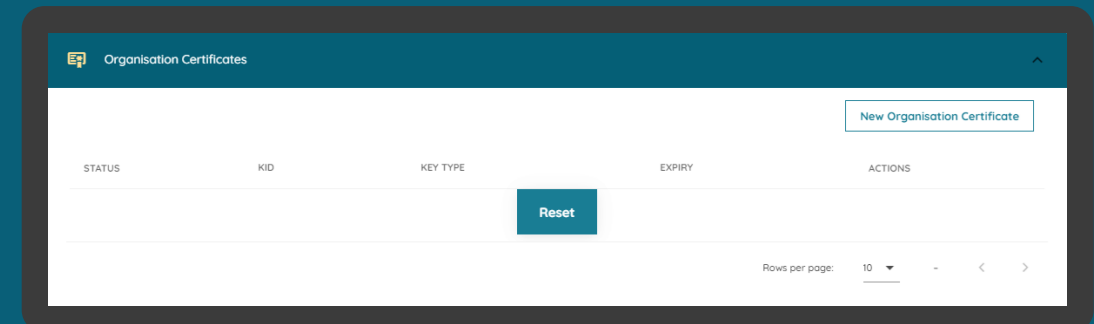 Organisation Certificates
New Organisation Certificate
STATUS KID KEY TYPE EXPIRY ACTIONS
Reset
Rows per page: 10 -